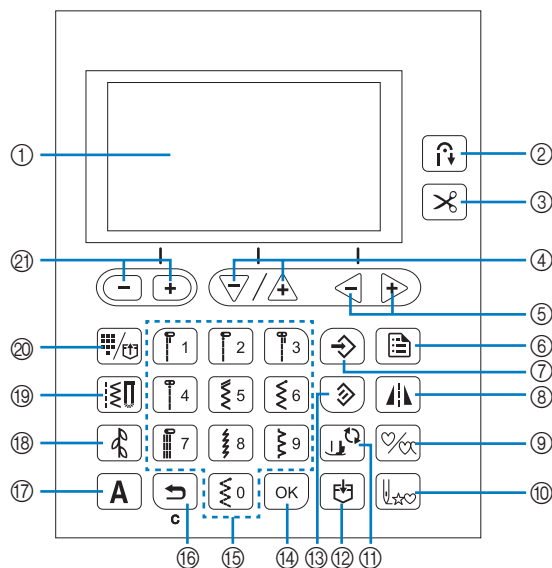 ① ②
③
㉑ − + − / + − + ④
⑤
⑳ / 1 2 3 ⑥
⑦
⑲ 4 5 6 ⑧
⑱ 7 8 9 ⑨
⑰ A 0 OK ⑩
C
⑯ ⑮ ⑭ ⑬ ⑫ ⑪